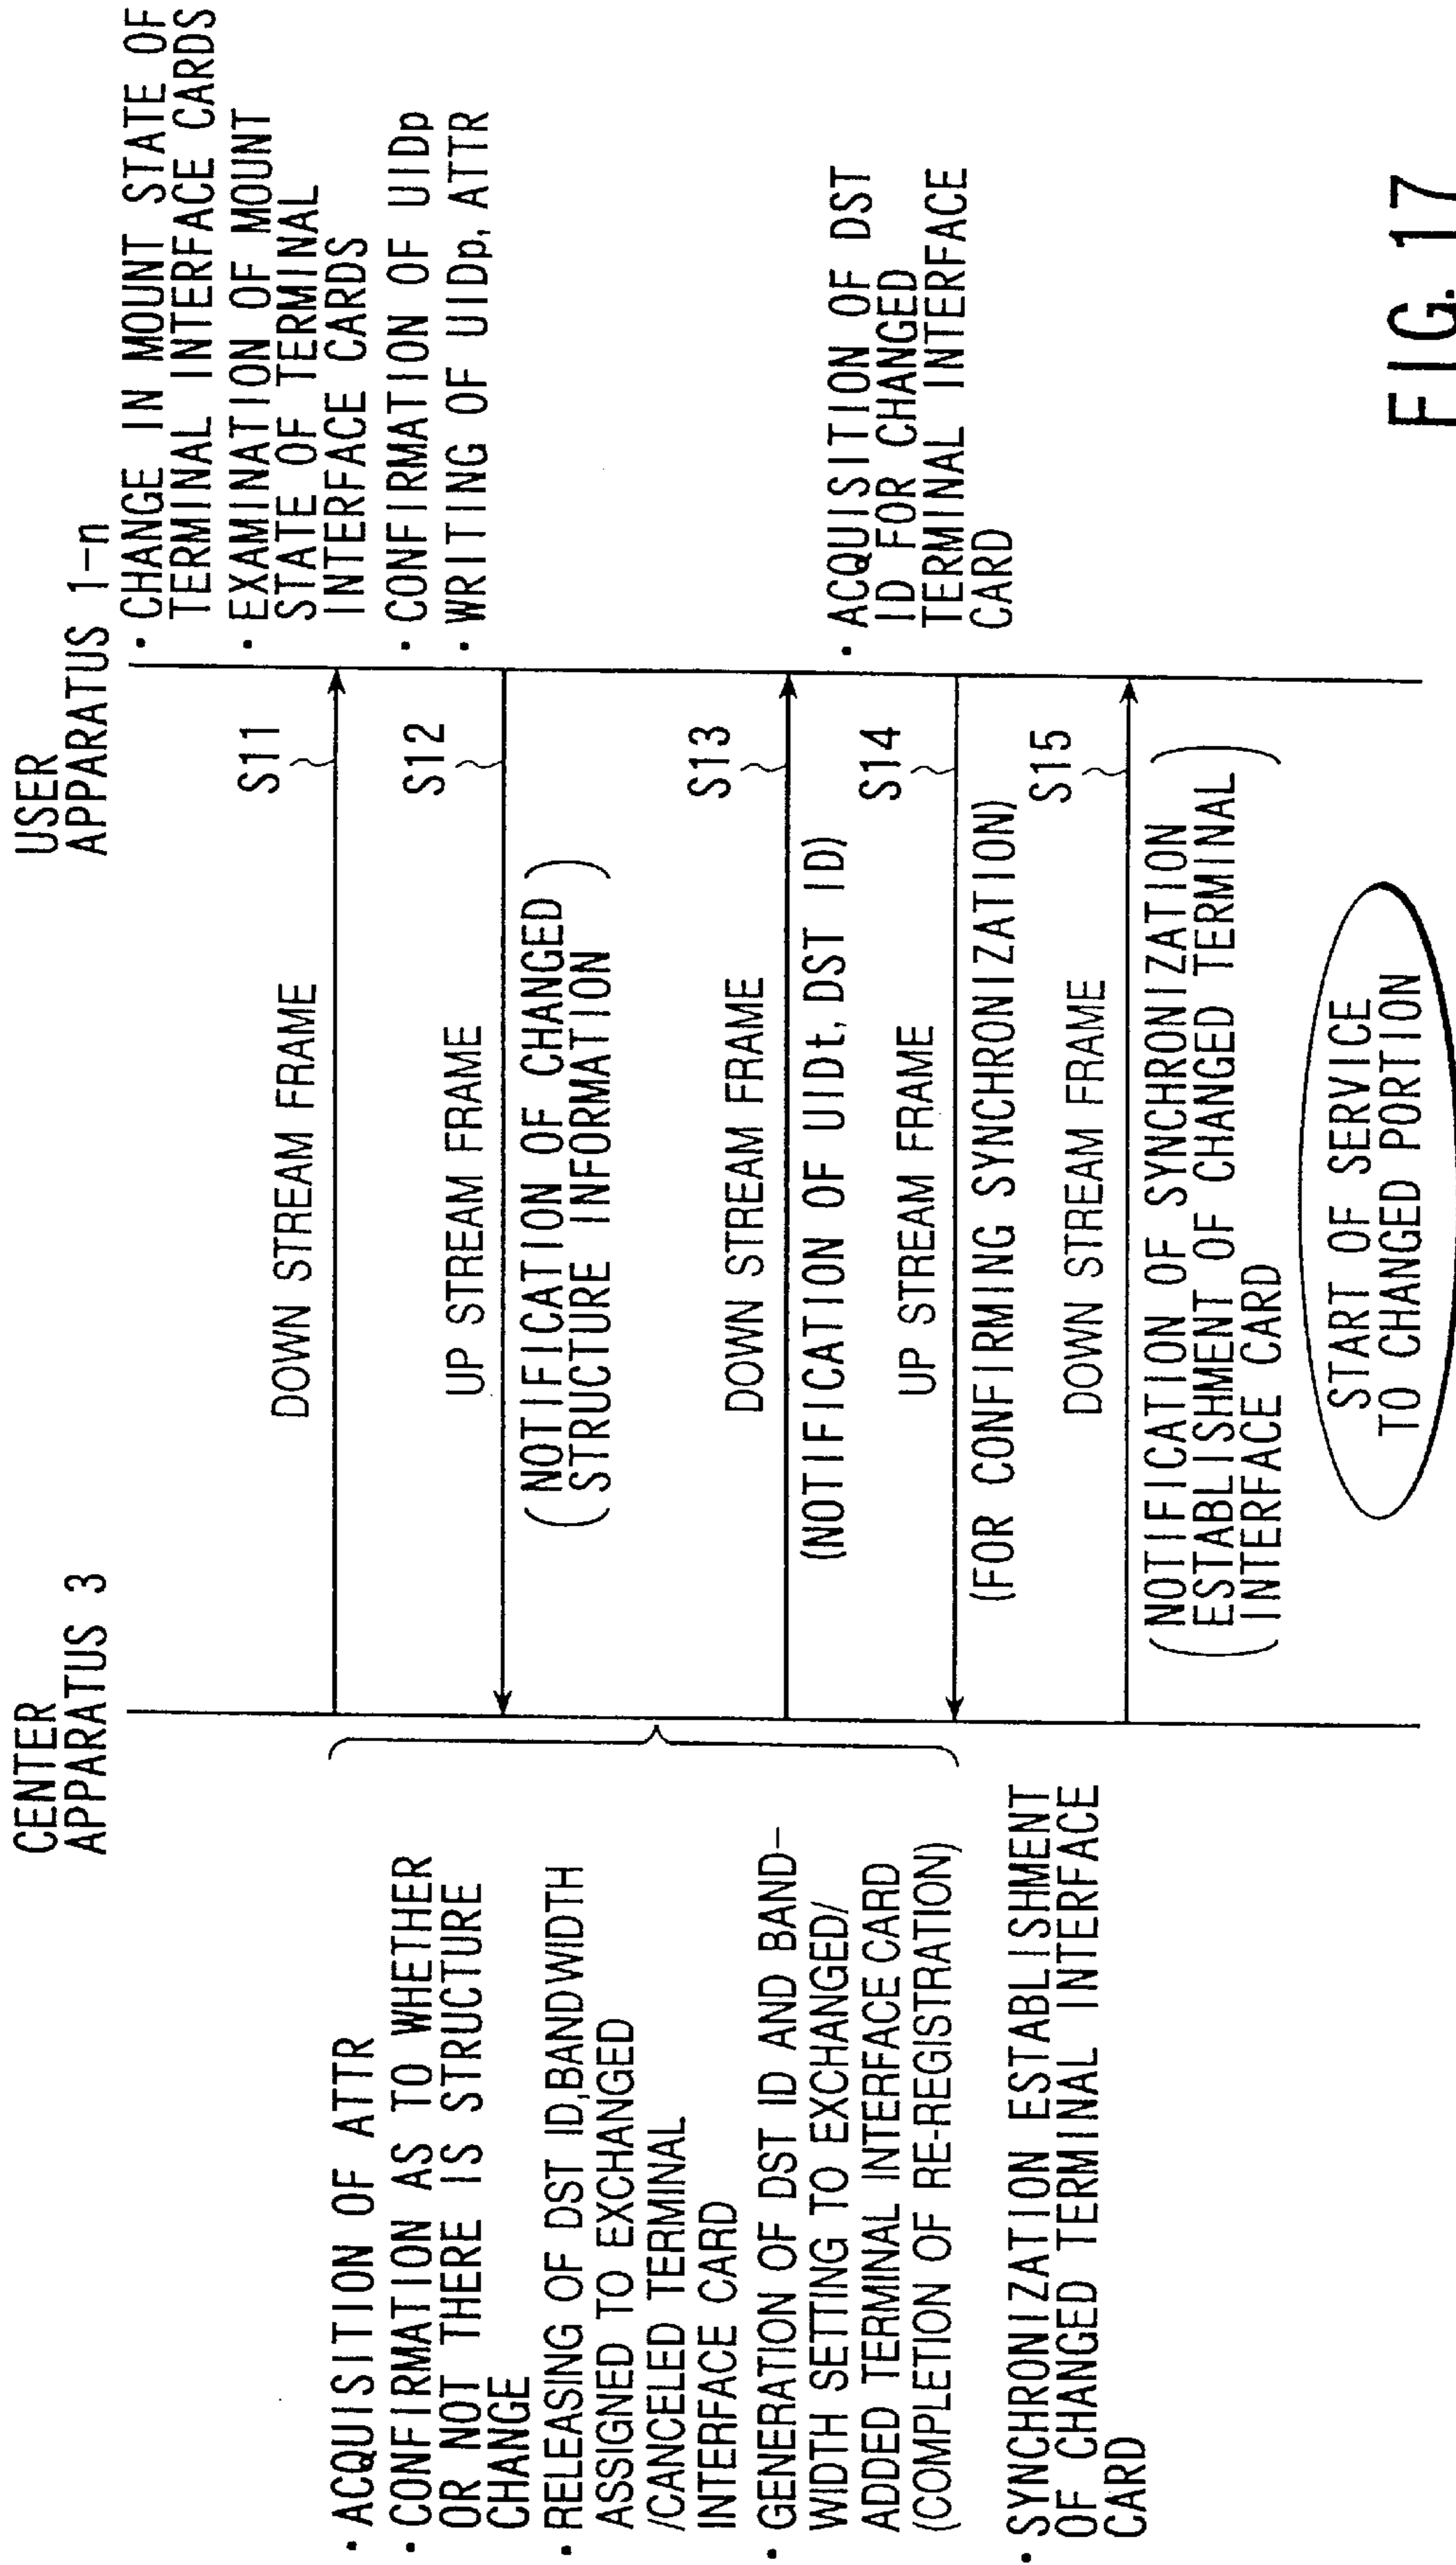 CENTER
APPARATUS 3
USER
APPARATUS 1-n
• CHANGE IN MOUNT STATE OF
TERMINAL INTERFACE CARDS
• EXAMINATION OF MOUNT
STATE OF TERMINAL
INTERFACE CARDS
• CONFIRMATION OF UIDp
• WRITING OF UIDp, ATTR
S11
DOWN STREAM FRAME
S12
UP STREAM FRAME
(NOTIFICATION OF CHANGED
STRUCTURE INFORMATION)
• ACQUISITION OF ATTR
• CONFIRMATION AS TO WHETHER
OR NOT THERE IS STRUCTURE
CHANGE
• RELEASING OF DST ID,BANDWIDTH
ASSIGNED TO EXCHANGED
/CANCELED TERMINAL
INTERFACE CARD
• GENERATION OF DST ID AND BAND-
WIDTH SETTING TO EXCHANGED/
ADDED TERMINAL INTERFACE CARD
(COMPLETION OF RE-REGISTRATION)
S13
DOWN STREAM FRAME
(NOTIFICATION OF UIDt, DST ID)
• ACQUISITION OF DST
ID FOR CHANGED
TERMINAL INTERFACE
CARD
S14
UP STREAM FRAME
(FOR CONFIRMING SYNCHRONIZATION)
• SYNCHRONIZATION ESTABLISHMENT
OF CHANGED TERMINAL INTERFACE
CARD
S15
DOWN STREAM FRAME
(NOTIFICATION OF SYNCHRONIZATION
ESTABLISHMENT OF CHANGED TERMINAL
INTERFACE CARD)
START OF SERVICE
TO CHANGED PORTION
FIG. 17